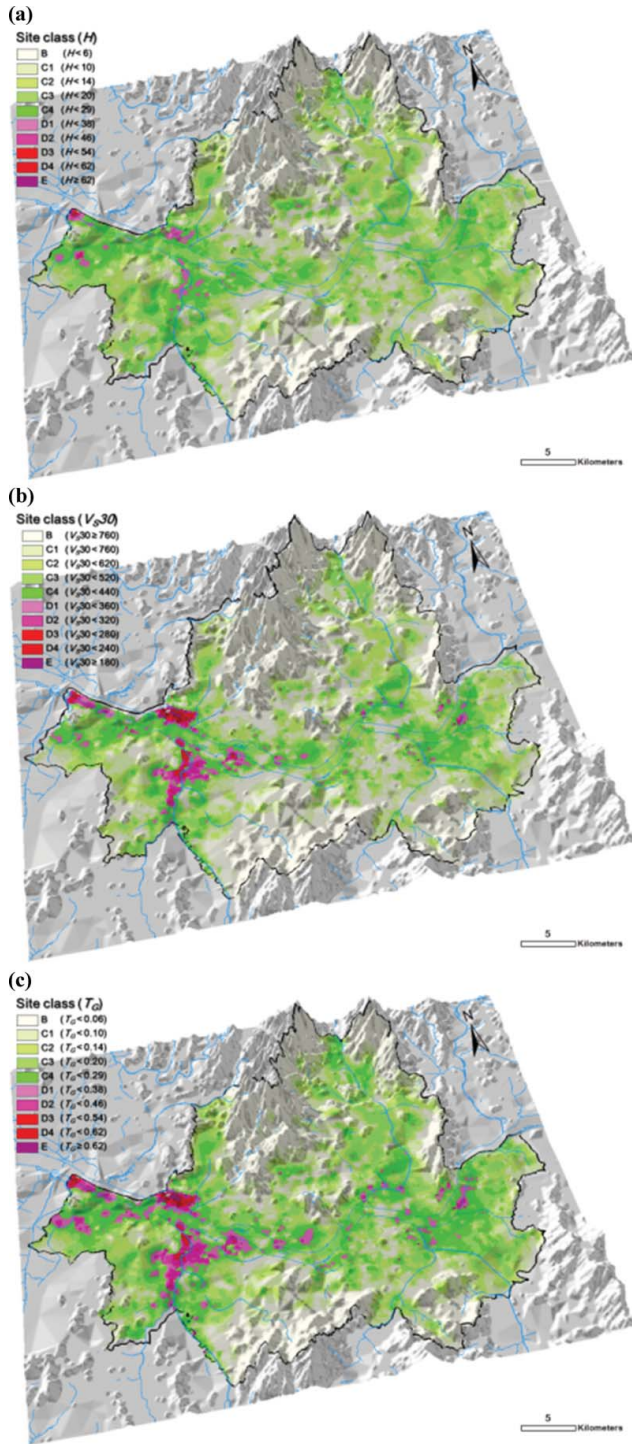 (a)
Site class (H)
B (H<6)
C1 (H<10)
C2 (H<14)
C3 (H<20)
C4 (H<29)
D1 (H<38)
D2 (H<46)
D3 (H<54)
D4 (H<62)
E (H≥62)
N
5
Kilometers
(b)
Site class (VS30)
B (VS30≥760)
C1 (VS30<760)
C2 (VS30<620)
C3 (VS30<520)
C4 (VS30<440)
D1 (VS30<360)
D2 (VS30<320)
D3 (VS30<280)
D4 (VS30<240)
E (VS30≥180)
N
5
Kilometers
(c)
Site class (TG)
B (TG<0.06)
C1 (TG<0.10)
C2 (TG<0.14)
C3 (TG<0.20)
C4 (TG<0.29)
D1 (TG<0.38)
D2 (TG<0.46)
D3 (TG<0.54)
D4 (TG<0.62)
E (TG≥0.62)
N
5
Kilometers